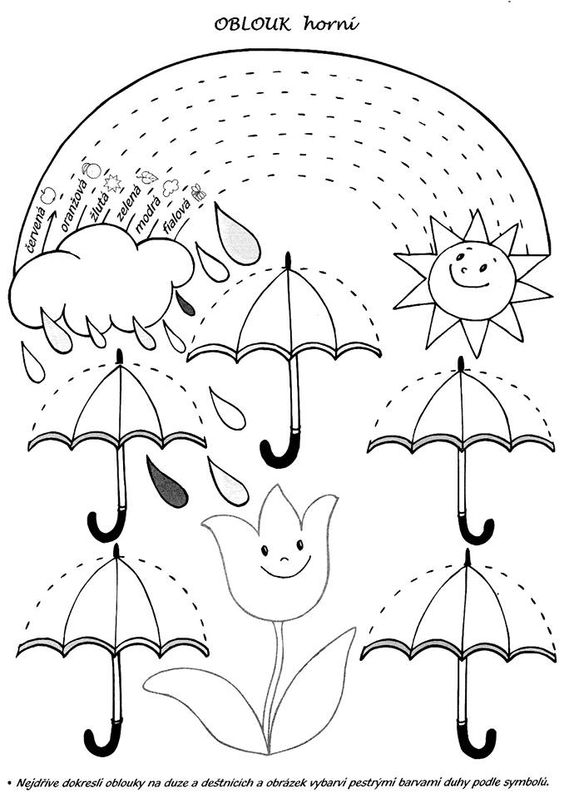 OBLOUK horní
červená
oranžová
žlutá
zelená
modrá
fialová
• Nejdříve dokresli oblouky na duze a deštnících a obrázek vybarvi pestrými barvami duhy podle symbolů.